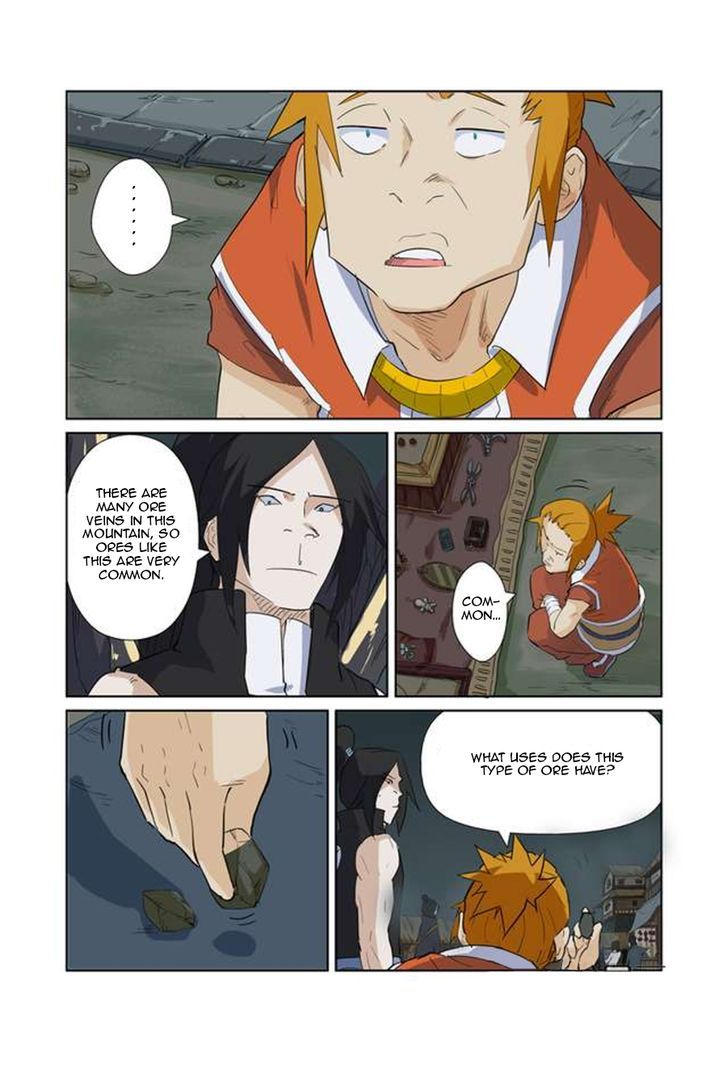 ......
THERE ARE
MANY ORE
VEINS IN THIS
MOUNTAIN, SO
ORES LIKE
THIS ARE VERY
COMMON.
COM-
MON...
WHAT USES DOES THIS
TYPE OF ORE HAVE?